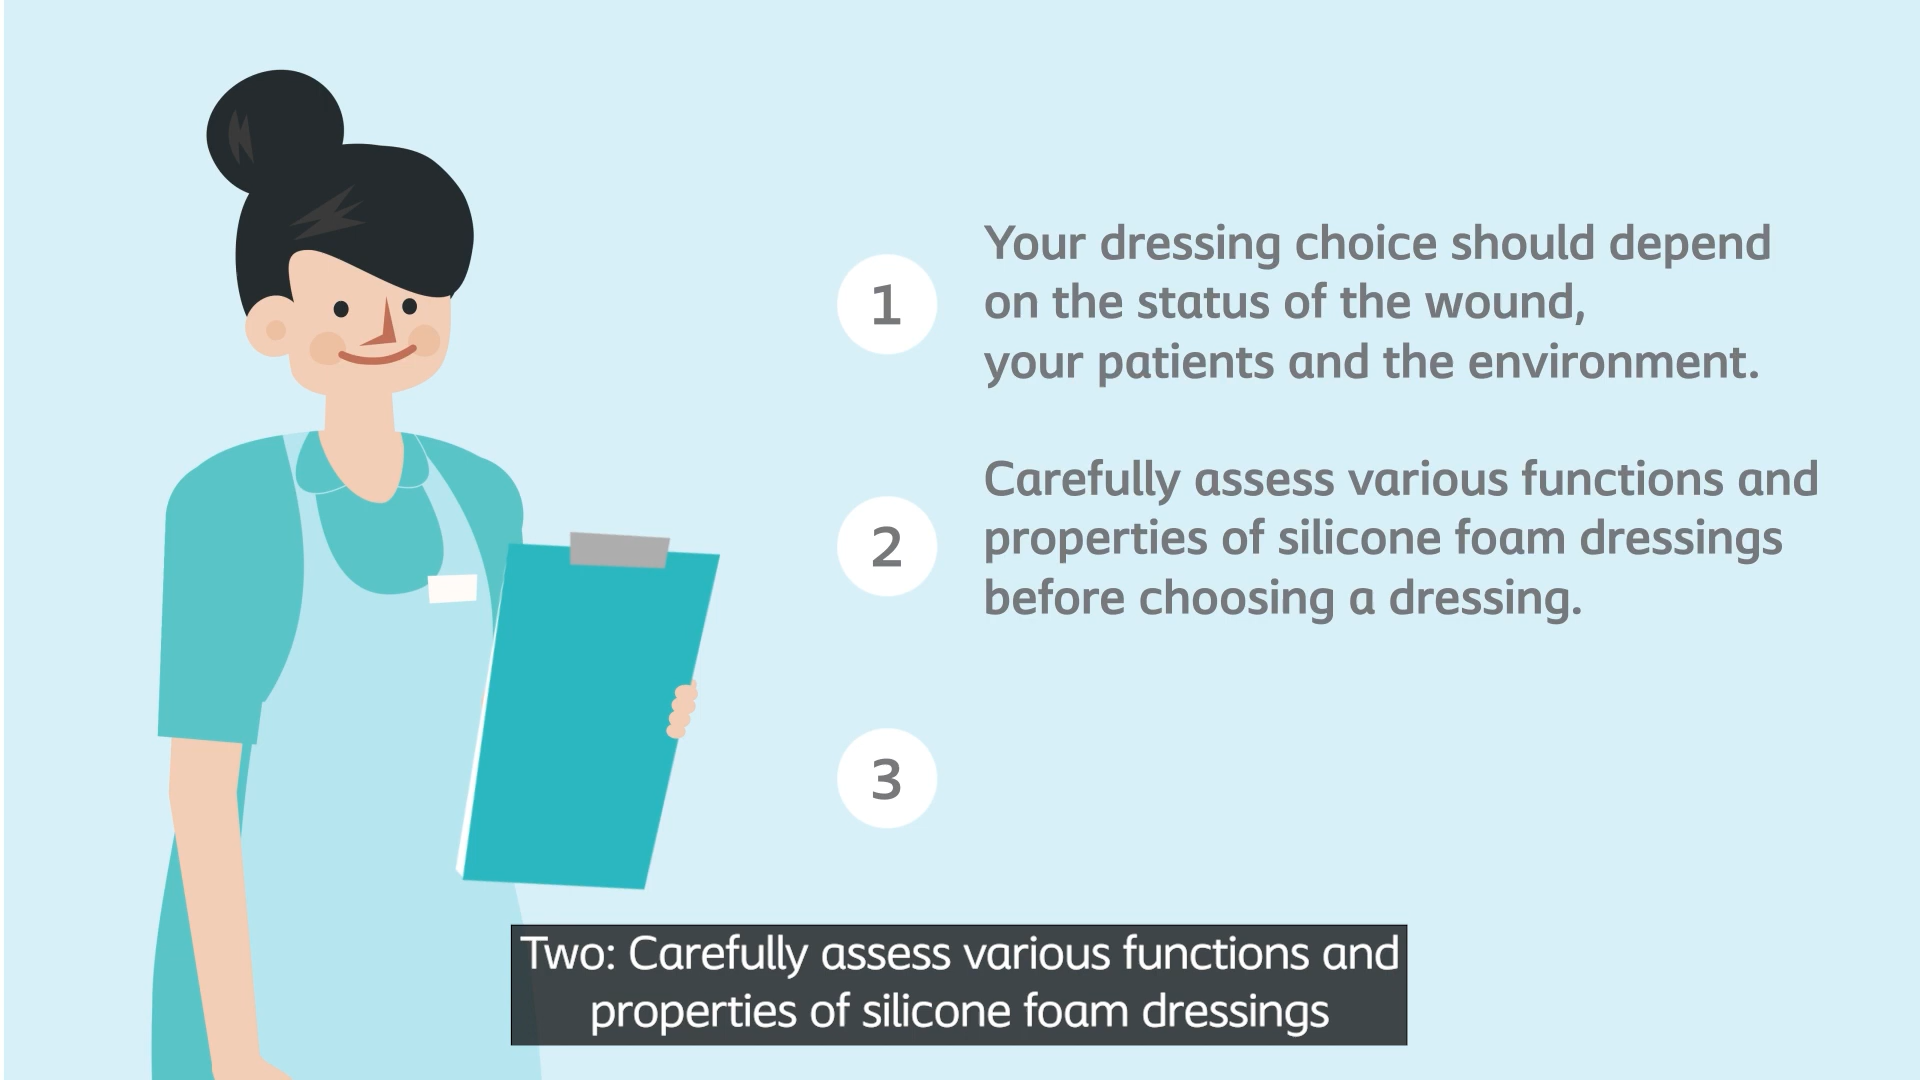 1
Your dressing choice should depend
on the status of the wound,
your patients and the environment.
2
Carefully assess various functions and
properties of silicone foam dressings
before choosing a dressing.
3
Two: Carefully assess various functions and
properties of silicone foam dressings